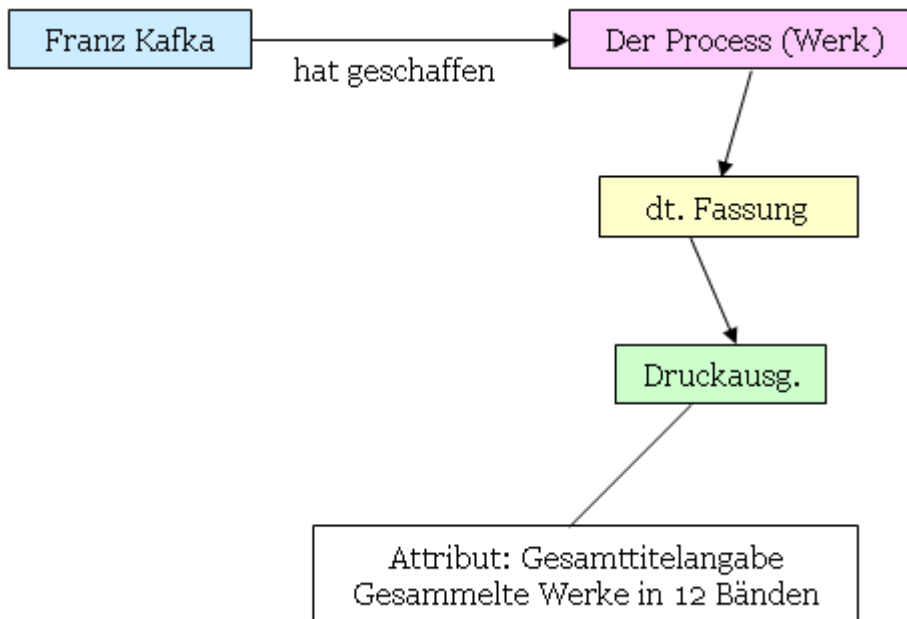 Franz Kafka
hat geschaffen
Der Process (Werk)
dt. Fassung
Druckausg.
Attribut: Gesamttitelangabe
Gesammelte Werke in 12 Bänden